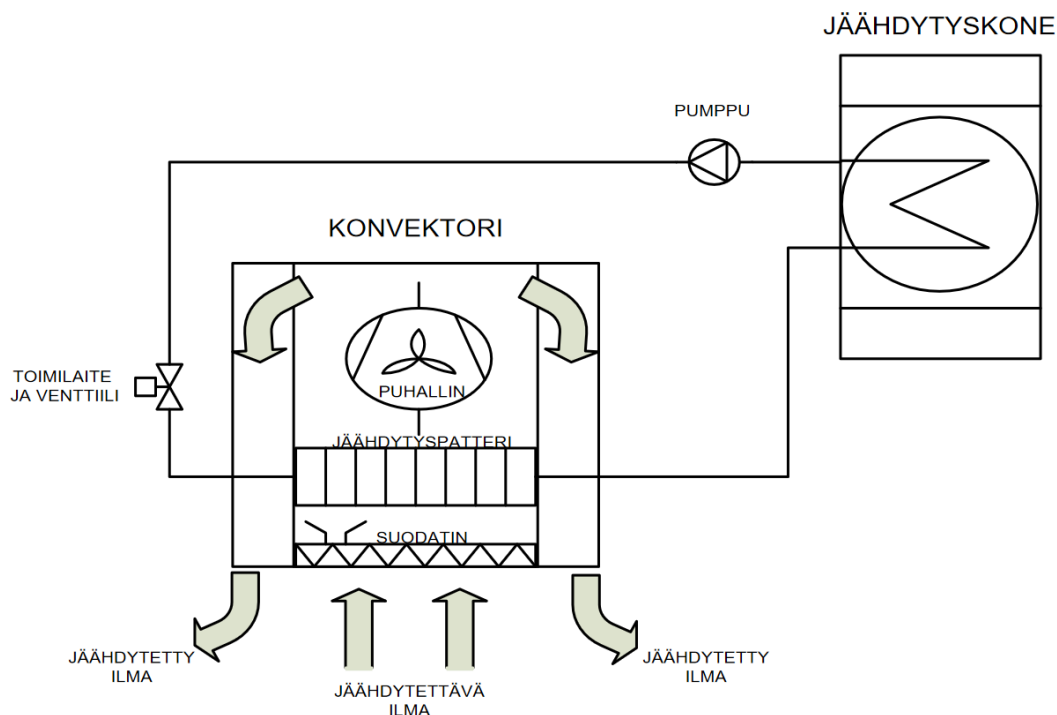 JÄÄHDYTYSKONE
PUMPPU
KONVEKTORI
TOIMILAITE
JA VENTTIILI
PUHALLIN
JÄÄHDYTYSPATTERI
SUODATIN
JÄÄHDYTETTY
ILMA
JÄÄHDYTETTÄVÄ
ILMA
JÄÄHDYTETTY
ILMA